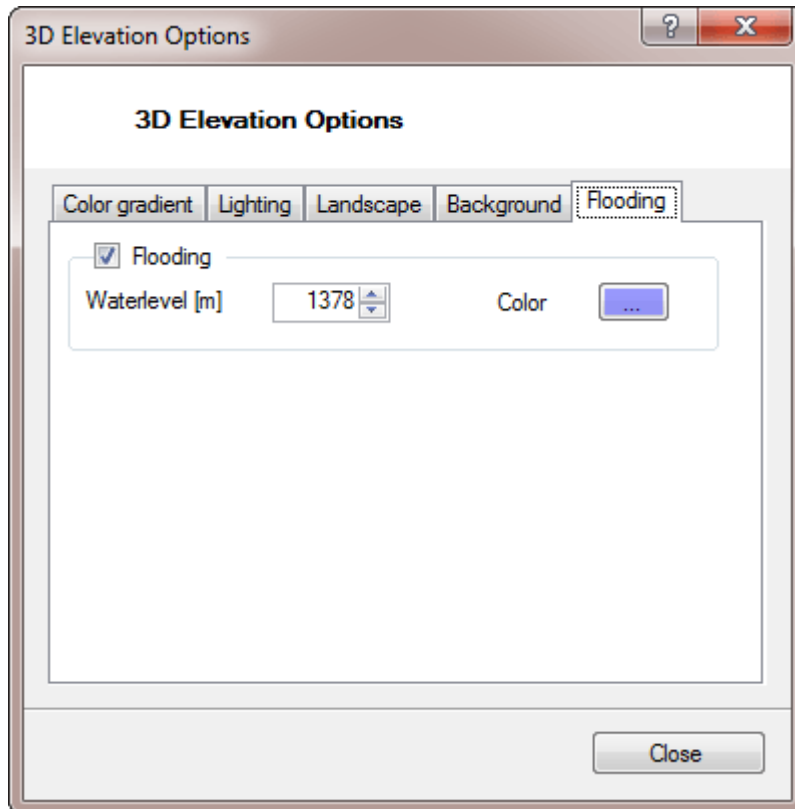 3D Elevation Options
3D Elevation Options
Color gradient Lighting Landscape Background Flooding
Flooding
Waterlevel [m] 1378 Color ...
Close